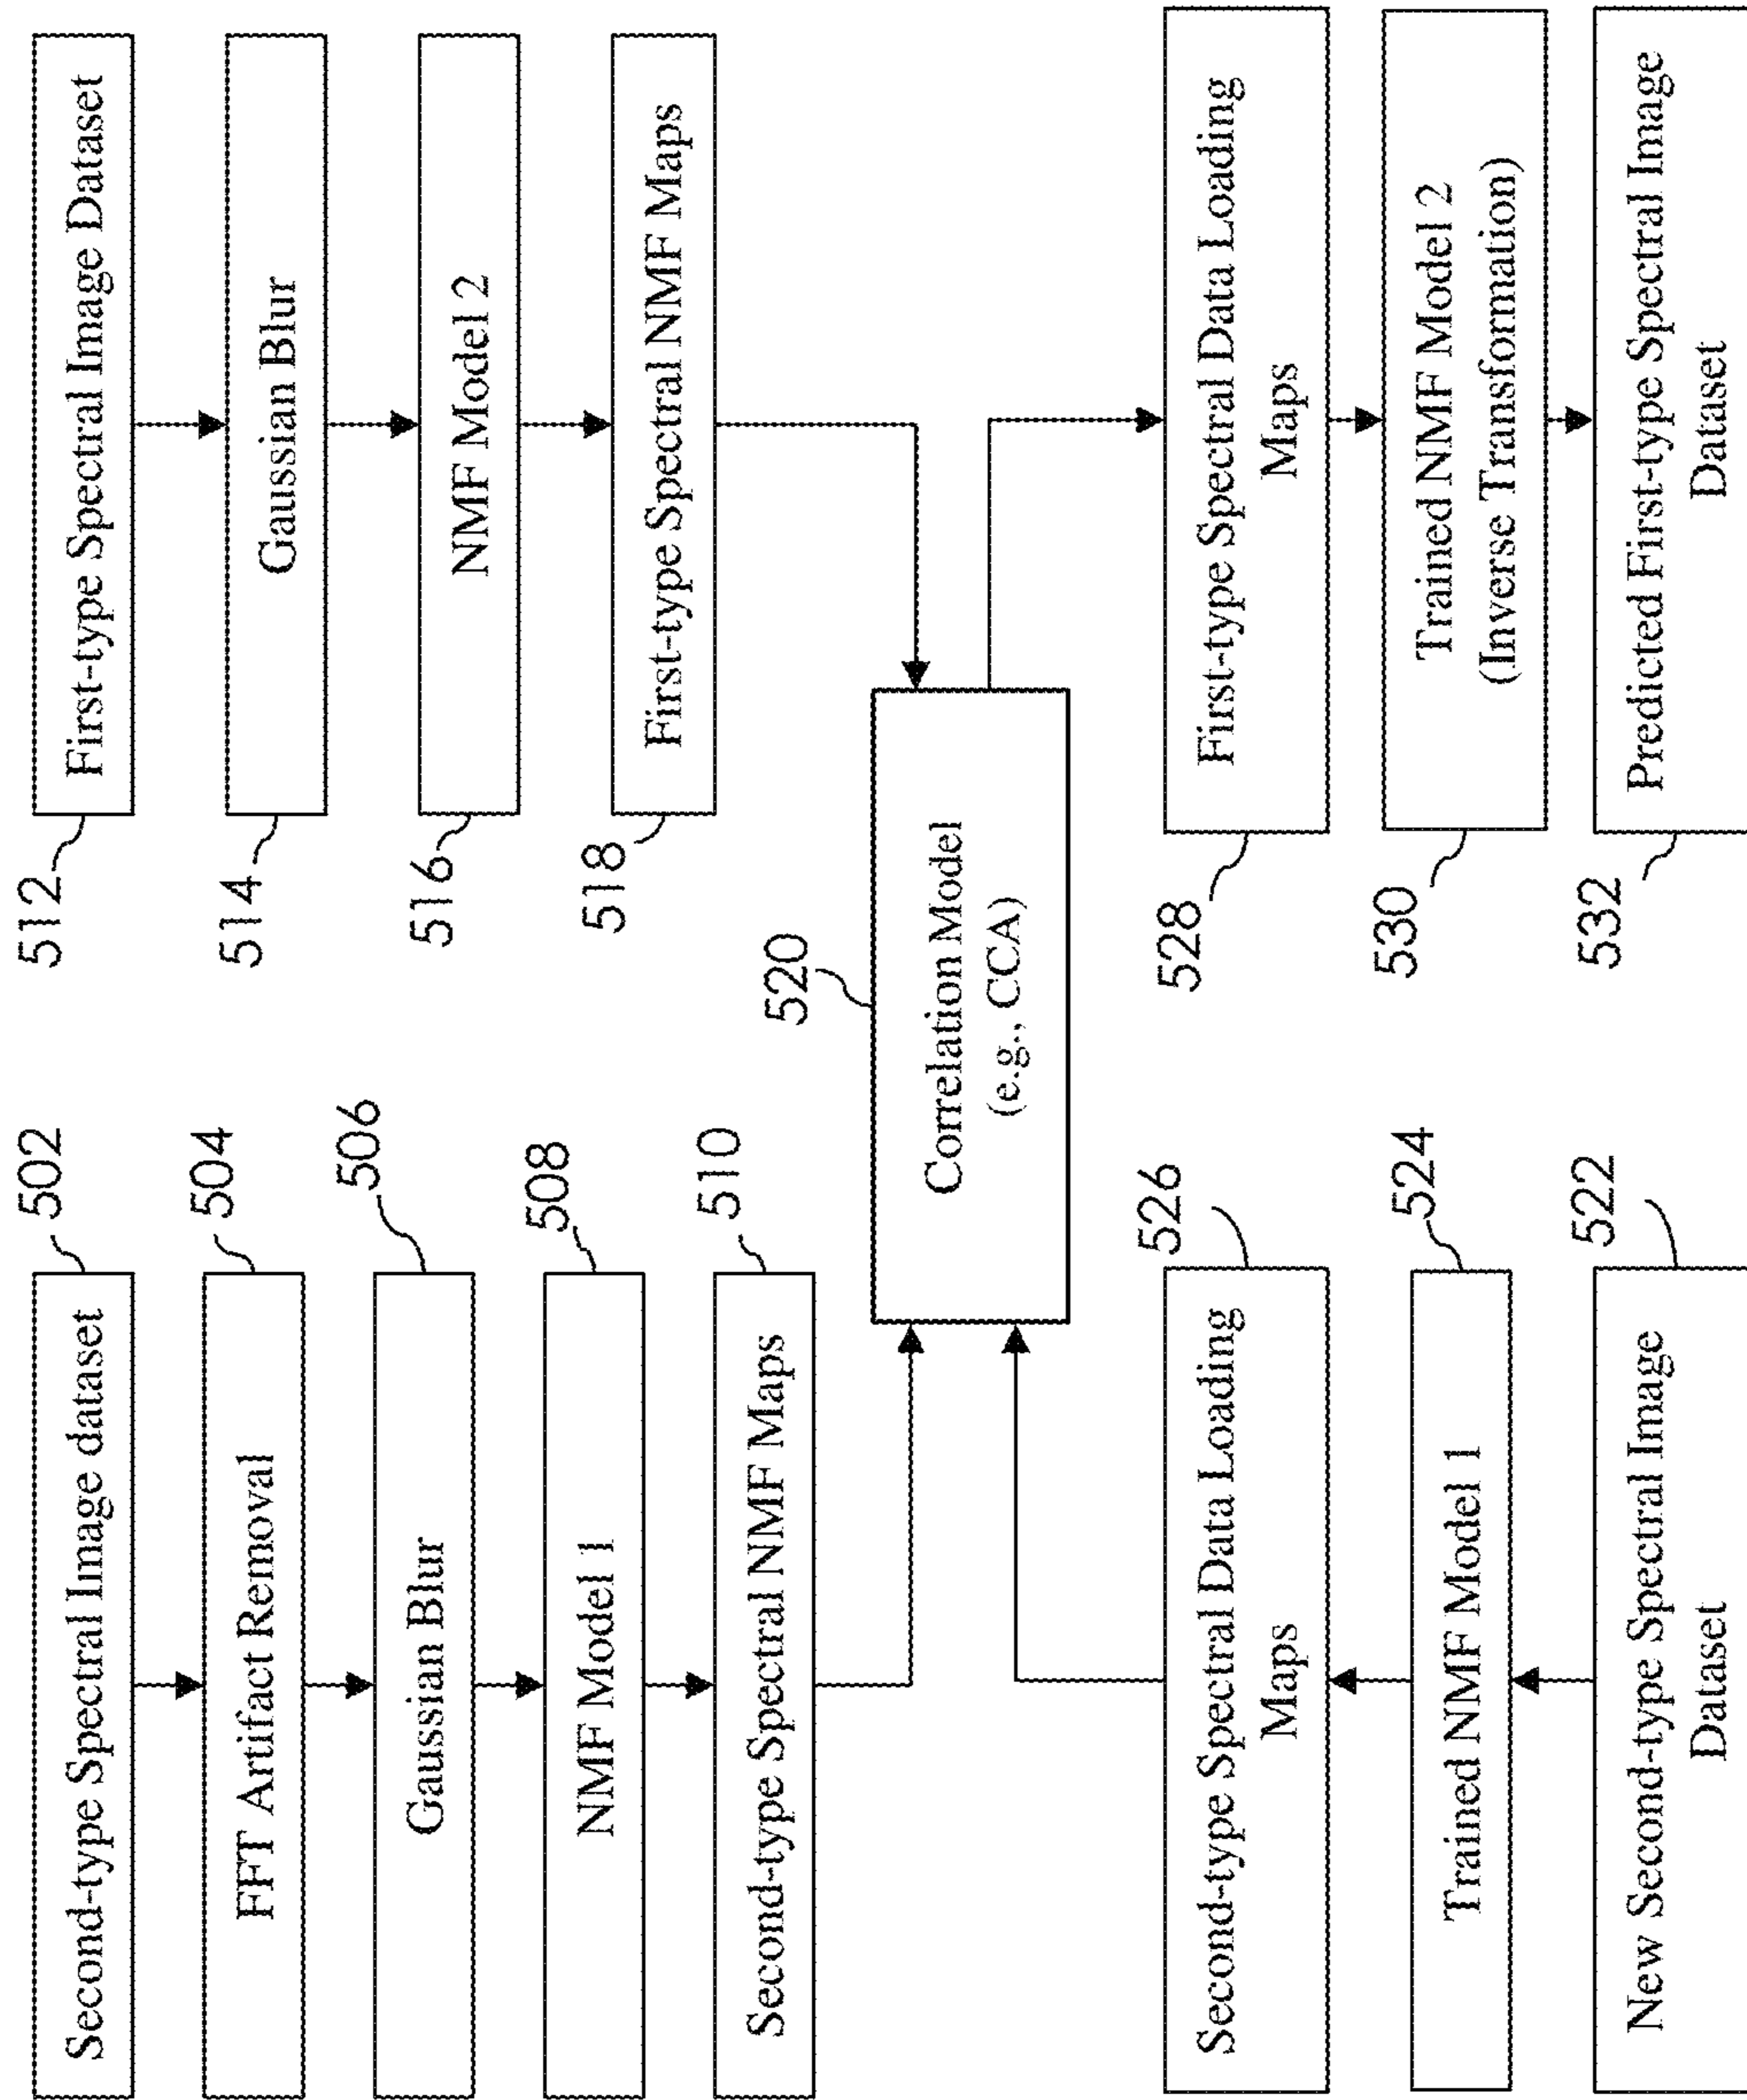 502
Second-type Spectral Image dataset
504
FFT Artifact Removal
506
Gaussian Blur
508
NMF Model 1
510
Second-type Spectral NMF Maps
512
First-type Spectral Image Dataset
514
Gaussian Blur
516
NMF Model 2
518
First-type Spectral NMF Maps
520
Correlation Model
(e.g., CCA)
526
Second-type Spectral Data Loading
Maps
524
Trained NMF Model 1
522
New Second-type Spectral Image
Dataset
528
First-type Spectral Data Loading
Maps
530
Trained NMF Model 2
(Inverse Transformation)
532
Predicted First-type Spectral Image
Dataset